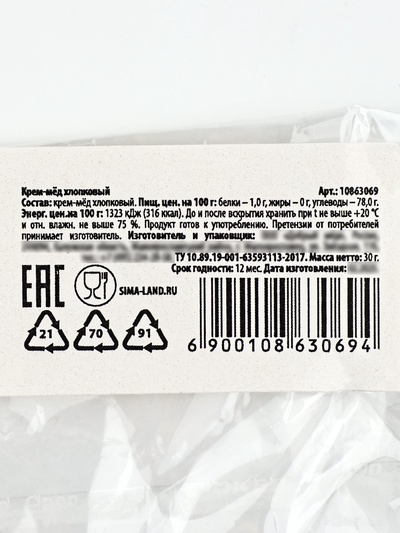 Крем-мёд хлопковый Арт.: 10863069
Состав: крем-мёд хлопковый. Пищ. цен. на 100 г: белки – 1,0 г, жиры – 0 г, углеводы – 78,0 г.
Энерг. цен.на 100 г: 1323 кДж (316 ккал). До и после вскрытия хранить при t не выше +20 °C
и отн. влажн. не выше 75 %. Продукт готов к употреблению. Претензии от потребителей
принимает изготовитель. Изготовитель и упаковщик:
ТУ 10.89.19-001-63593113-2017. Масса нетто: 30 г.
Срок годности: 12 мес. Дата изготовления:
EAC
SIMA-LAND.RU
21 70 91
6 900108 630694